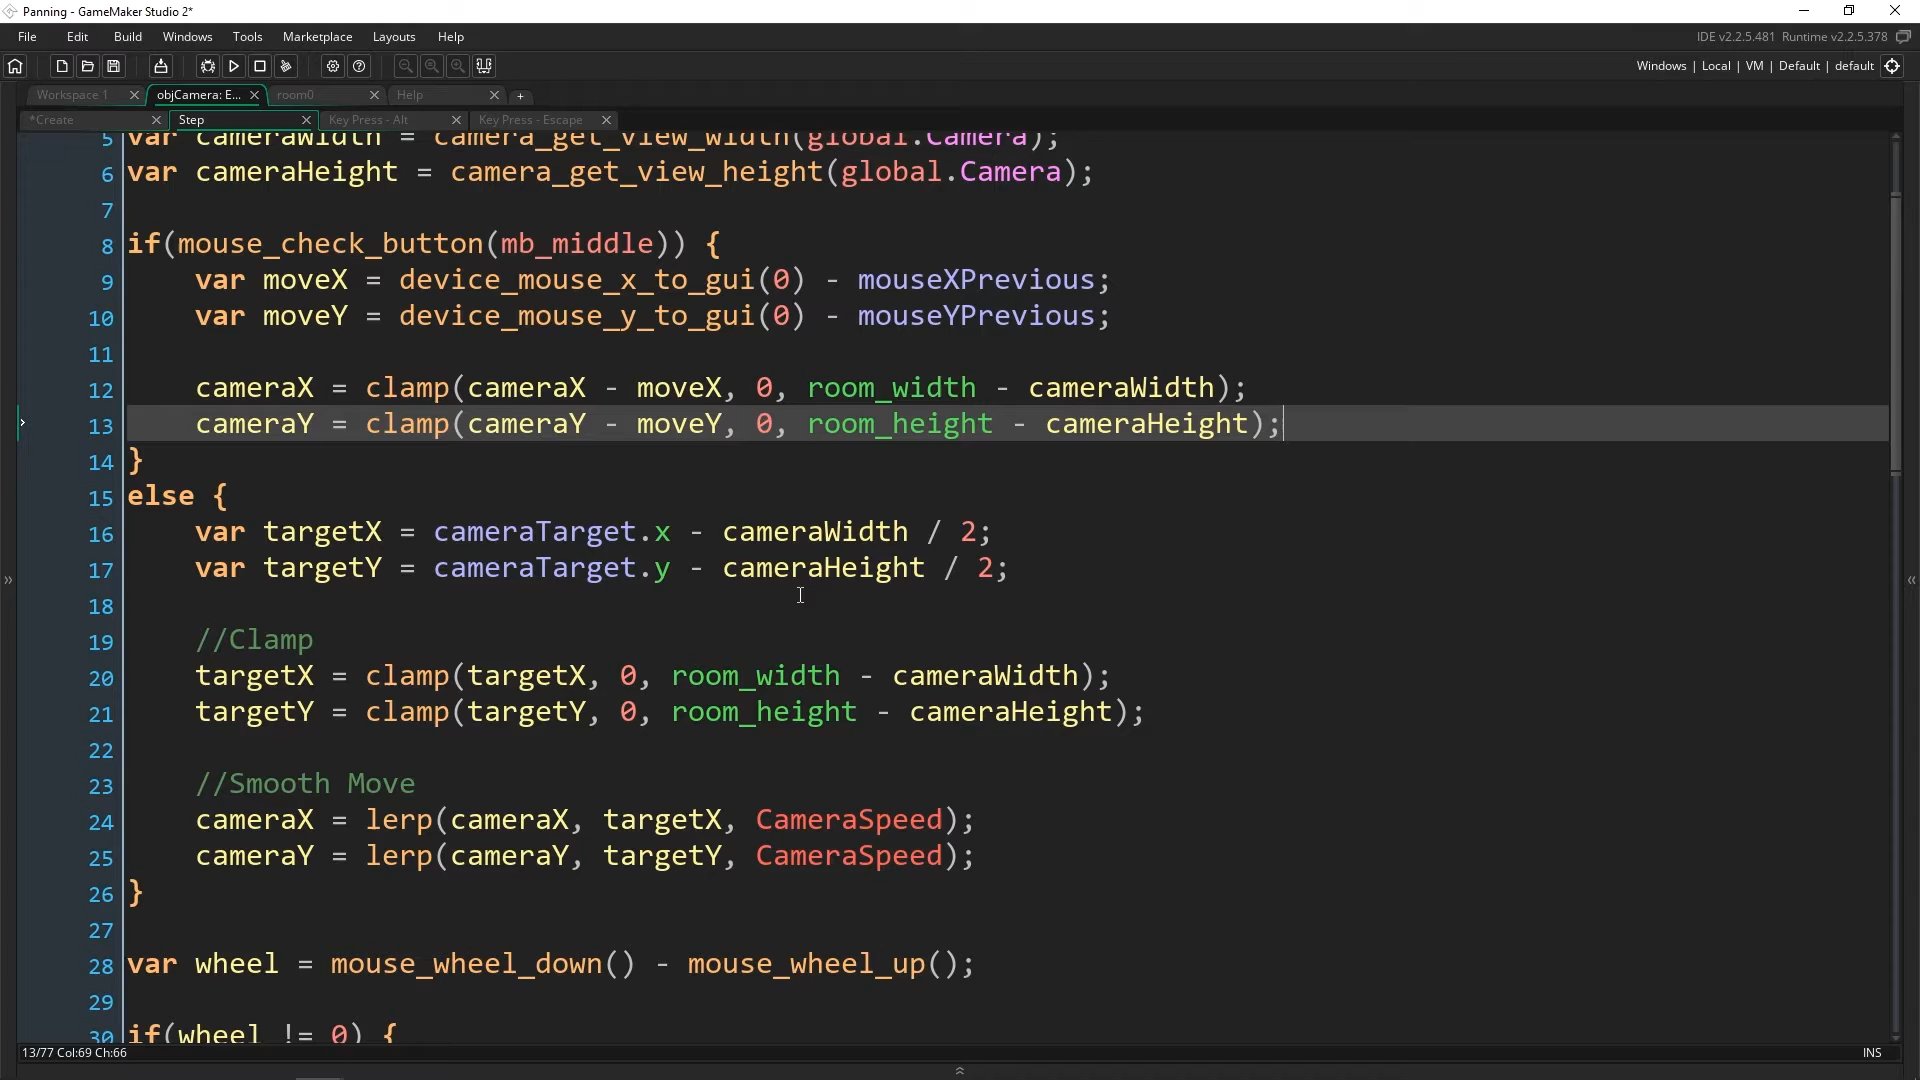 Panning - GameMaker Studio 2*
File Edit Build Windows Tools Marketplace Layouts Help
IDE v2.2.5.481 Runtime v2.2.5.378
Windows | Local | VM | Default | default
Workspace 1 objCamera: E... room0 Help
*Create Step Key Press - Alt Key Press - Escape
5 var cameraWidth = camera_get_view_width(global.Camera);
6 var cameraHeight = camera_get_view_height(global.Camera);
7
8 if(mouse_check_button(mb_middle)) {
9 var moveX = device_mouse_x_to_gui(0) - mouseXPrevious;
10 var moveY = device_mouse_y_to_gui(0) - mouseYPrevious;
11
12 cameraX = clamp(cameraX - moveX, 0, room_width - cameraWidth);
13 cameraY = clamp(cameraY - moveY, 0, room_height - cameraHeight);
14 }
15 else {
16 var targetX = cameraTarget.x - cameraWidth / 2;
17 var targetY = cameraTarget.y - cameraHeight / 2;
18
19 //Clamp
20 targetX = clamp(targetX, 0, room_width - cameraWidth);
21 targetY = clamp(targetY, 0, room_height - cameraHeight);
22
23 //Smooth Move
24 cameraX = lerp(cameraX, targetX, CameraSpeed);
25 cameraY = lerp(cameraY, targetY, CameraSpeed);
26 }
27
28 var wheel = mouse_wheel_down() - mouse_wheel_up();
29
30 if(wheel != 0) {
13/77 Col:69 Ch:66
INS